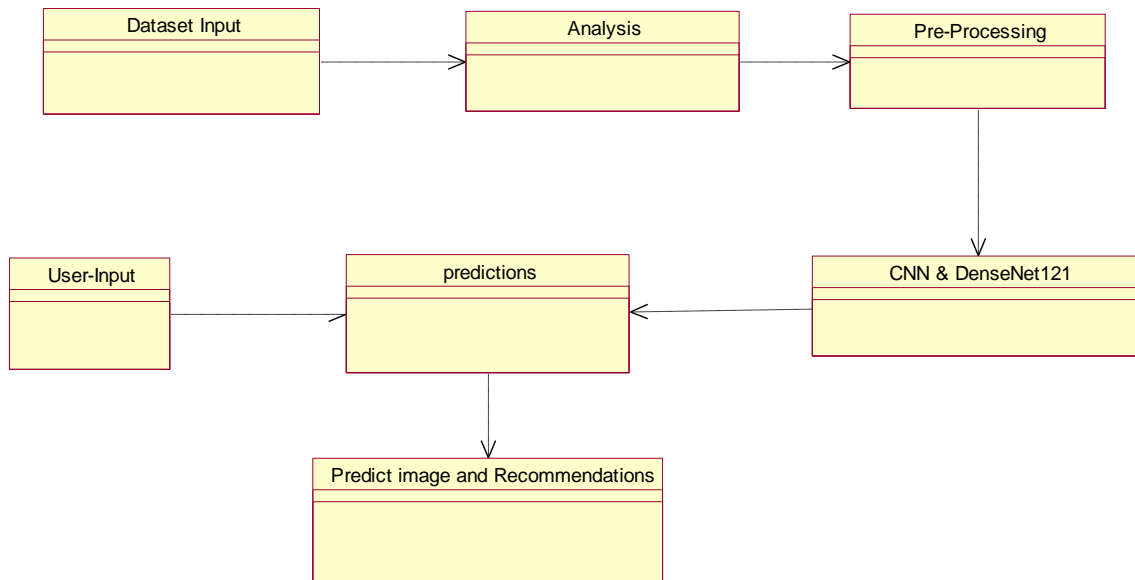 Dataset Input
Analysis
Pre-Processing
User-Input
predictions
CNN & DenseNet121
Predict image and Recommendations